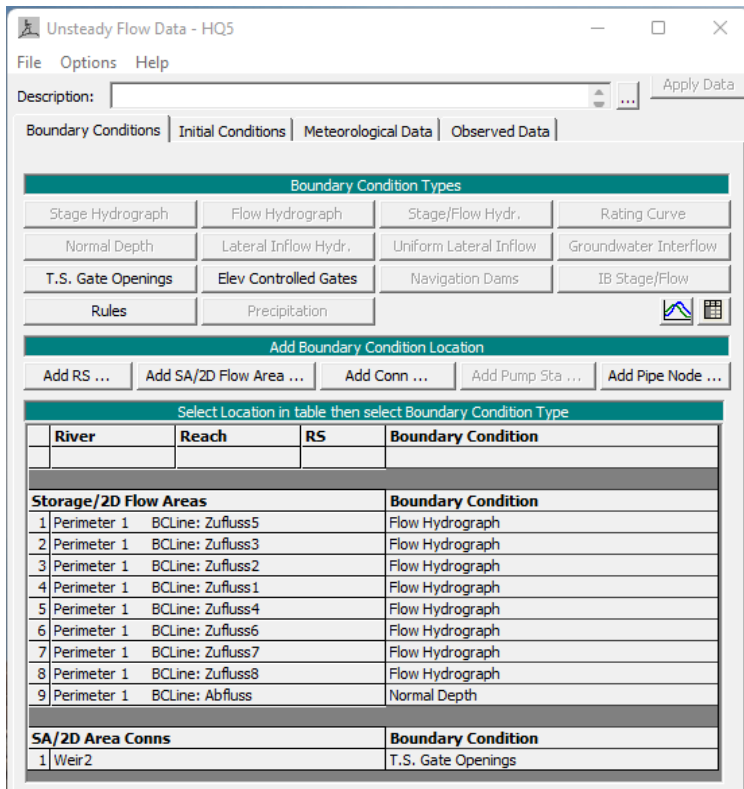 Unsteady Flow Data - HQ5
File Options Help
Description: ... Apply Data
Boundary Conditions Initial Conditions Meteorological Data Observed Data
Boundary Condition Types
Stage Hydrograph Flow Hydrograph Stage/Flow Hydr. Rating Curve
Normal Depth Lateral Inflow Hydr. Uniform Lateral Inflow Groundwater Interflow
T.S. Gate Openings Elev Controlled Gates Navigation Dams IB Stage/Flow
Rules Precipitation
Add Boundary Condition Location
Add RS ... Add SA/2D Flow Area ... Add Conn ... Add Pump Sta ... Add Pipe Node ...
Select Location in table then select Boundary Condition Type
River Reach RS Boundary Condition
Storage/2D Flow Areas Boundary Condition
1 Perimeter 1 BCLine: Zufluss5 Flow Hydrograph
2 Perimeter 1 BCLine: Zufluss3 Flow Hydrograph
3 Perimeter 1 BCLine: Zufluss2 Flow Hydrograph
4 Perimeter 1 BCLine: Zufluss1 Flow Hydrograph
5 Perimeter 1 BCLine: Zufluss4 Flow Hydrograph
6 Perimeter 1 BCLine: Zufluss6 Flow Hydrograph
7 Perimeter 1 BCLine: Zufluss7 Flow Hydrograph
8 Perimeter 1 BCLine: Zufluss8 Flow Hydrograph
9 Perimeter 1 BCLine: Abfluss Normal Depth
SA/2D Area Conns Boundary Condition
1 Weir2 T.S. Gate Openings